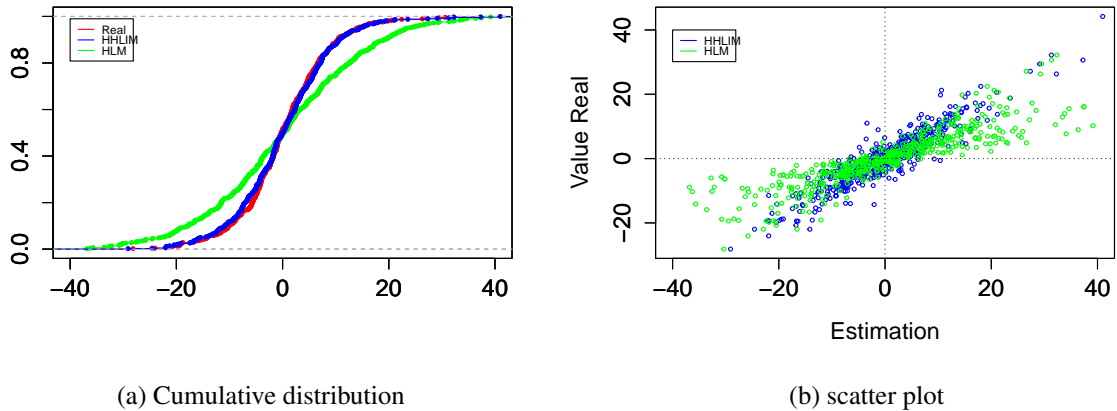 Real
HHLIM
HLM
0.0
0.4
0.8
−40
−20
0
20
40
HHLIM
HLM
Value Real
−20
0
20
40
−40
−20
0
20
40
Estimation
(a) Cumulative distribution
(b) scatter plot